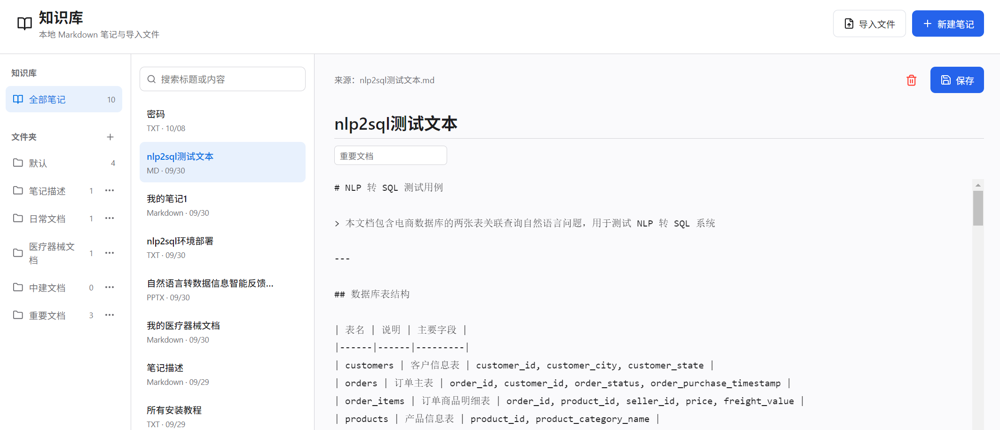 知识库
本地 Markdown 笔记与导入文件
导入文件
新建笔记
知识库
全部笔记 10
文件夹
默认 4
笔记描述 1
日常文档 1
医疗器械文
档 1
中建文档 0
重要文档 3
搜索标题或内容
密码
TXT · 10/08
nlp2sql测试文本
MD · 09/30
我的笔记1
Markdown · 09/30
nlp2sql环境部署
TXT · 09/30
自然语言转数据信息智能反馈...
PPTX · 09/30
我的医疗器械文档
Markdown · 09/30
笔记描述
Markdown · 09/29
所有安装教程
TXT · 09/29
来源：nlp2sql测试文本.md
保存
nlp2sql测试文本
重要文档
# NLP 转 SQL 测试用例
> 本文档包含电商数据库的两张表关联查询自然语言问题，用于测试 NLP 转 SQL 系统
---
## 数据库表结构
| 表名 | 说明 | 主要字段 |
|------|------|---------|
| customers | 客户信息表 | customer_id, customer_city, customer_state |
| orders | 订单主表 | order_id, customer_id, order_status, order_purchase_timestamp |
| order_items | 订单商品明细表 | order_id, product_id, seller_id, price, freight_value |
| products | 产品信息表 | product_id, product_category_name |